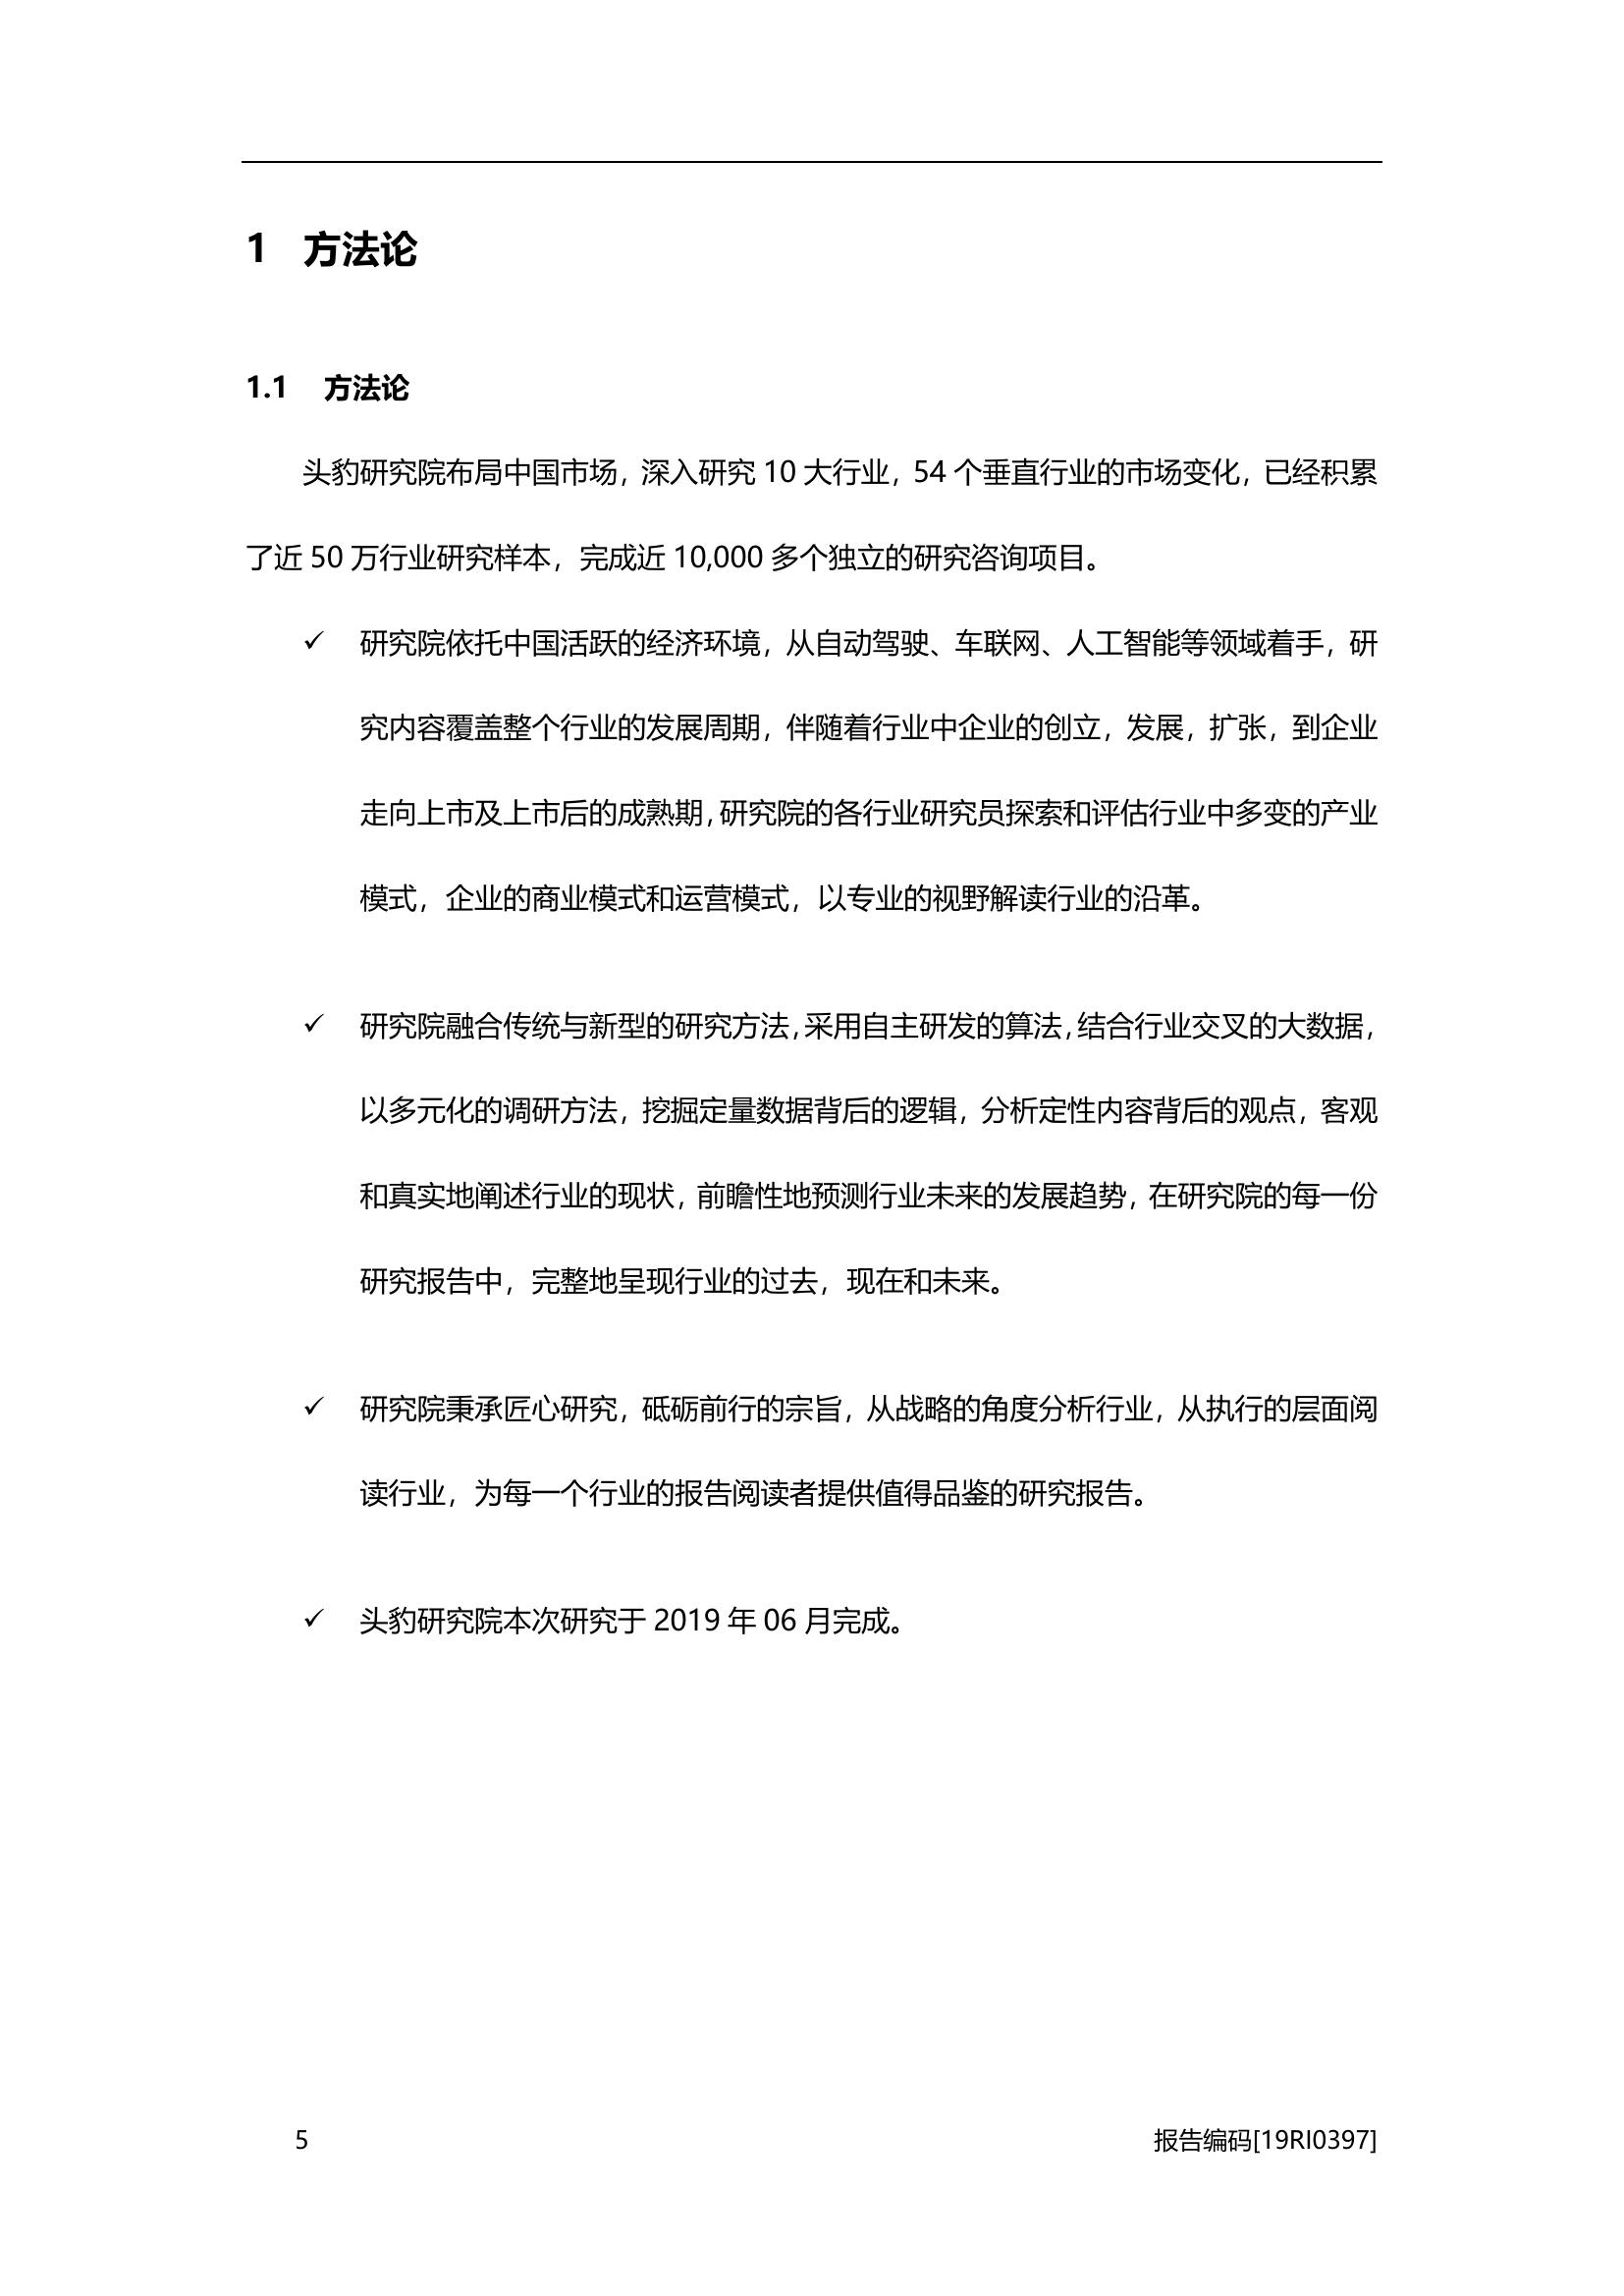 1 方法论
1.1 方法论
头豹研究院布局中国市场，深入研究 10 大行业，54 个垂直行业的市场变化，已经积累
了近 50 万行业研究样本，完成近 10,000 多个独立的研究咨询项目。
✓ 研究院依托中国活跃的经济环境，从自动驾驶、车联网、人工智能等领域着手，研
究内容覆盖整个行业的发展周期，伴随着行业中企业的创立，发展，扩张，到企业
走向上市及上市后的成熟期，研究院的各行业研究员探索和评估行业中多变的产业
模式，企业的商业模式和运营模式，以专业的视野解读行业的沿革。
✓ 研究院融合传统与新型的研究方法，采用自主研发的算法，结合行业交叉的大数据，
以多元化的调研方法，挖掘定量数据背后的逻辑，分析定性内容背后的观点，客观
和真实地阐述行业的现状，前瞻性地预测行业未来的发展趋势，在研究院的每一份
研究报告中，完整地呈现行业的过去，现在和未来。
✓ 研究院秉承匠心研究，砥砺前行的宗旨，从战略的角度分析行业，从执行的层面阅
读行业，为每一个行业的报告阅读者提供值得品鉴的研究报告。
✓ 头豹研究院本次研究于 2019 年 06 月完成。
5 报告编码[19RI0397]